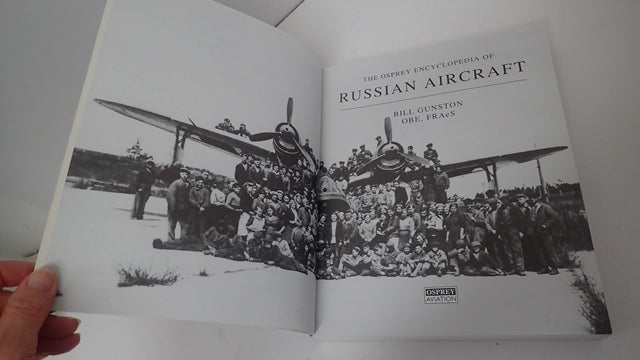 THE OSPREY ENCYCLOPEDIA OF
RUSSIAN AIRCRAFT
BILL GUNSTON
OBE, FRAeS
OSPREY
AVIATION